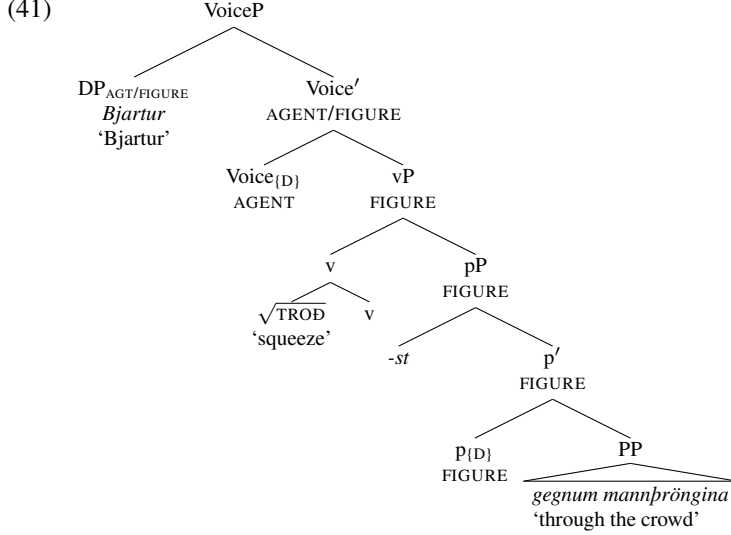 (41)
VoiceP
DP_AGT/FIGURE
Bjartur
‘Bjartur’
Voice′
AGENT/FIGURE
Voice{D}
AGENT
vP
FIGURE
v
pP
FIGURE
√TROÐ
‘squeeze’
v
-st
p′
FIGURE
p{D}
FIGURE
PP
gegnum mannþröngina
‘through the crowd’